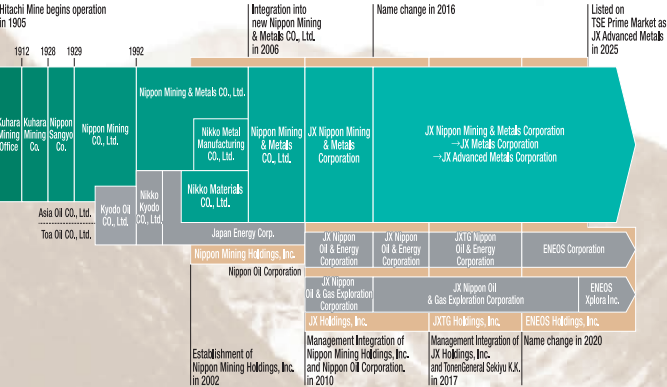 Hitachi Mine begins operation
in 1905
Integration into
new Nippon Mining
& Metals CO., Ltd.
in 2006
Name change in 2016
Listed on
TSE Prime Market as
JX Advanced Metals
in 2025
1912
1928
1929
1992
Kuhara
Mining
Office
Kuhara
Mining
Co.
Nippon
Sangyo
Co.
Nippon Mining
CO., Ltd.
Nippon Mining & Metals CO., Ltd.
Nikko Metal
Manufacturing
CO., Ltd.
Nikko Materials
CO., Ltd.
Nippon Mining
& Metals
CO., Ltd.
JX Nippon
Mining &
Metals
Corporation
JX Nippon Mining & Metals Corporation
→JX Metals Corporation
→JX Advanced Metals Corporation
Asia Oil CO., Ltd.
Toa Oil CO., Ltd.
Kyodo Oil
CO., Ltd.
Nikko
Kyodo
CO., Ltd.
Japan Energy Corp.
Nippon Mining Holdings, Inc.
Nippon Oil Corporation
JX Nippon
Oil & Energy
Corporation
JX Nippon
Oil & Energy
Corporation
JXTG Nippon
Oil & Energy
Corporation
ENEOS Corporation
JX Nippon
Oil & Gas Exploration
Corporation
JX Nippon Oil
& Gas Exploration Corporation
ENEOS
Xplora Inc.
JX Holdings, Inc.
JXTG Holdings, Inc.
ENEOS Holdings, Inc.
Establishment of
Nippon Mining Holdings, Inc.
in 2002
Management Integration of
Nippon Mining Holdings, Inc.
and Nippon Oil Corporation.
in 2010
Management Integration of
JX Holdings, Inc.
and TonenGeneral Sekiyu K.K.
in 2017
Name change in 2020